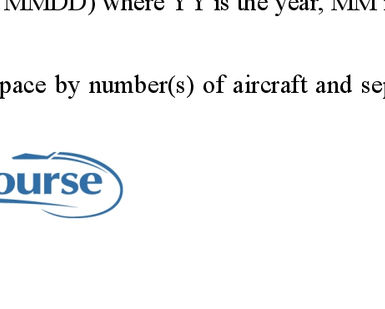 MMDD) where YY is the year, MM
pace by number(s) of aircraft and sep
ourse